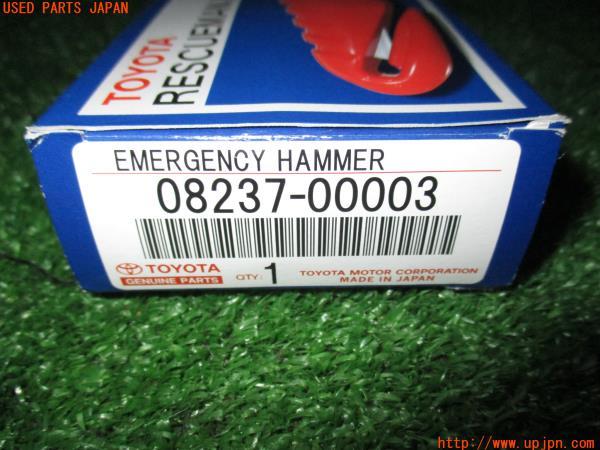 USED PARTS JAPAN
TOYOTA
RESCUEMAN
EMERGENCY HAMMER
08237-00003
TOYOTA
GENUINE PARTS
QTY: 1
TOYOTA MOTOR CORPORATION
MADE IN JAPAN
http://www.upjpn.com/